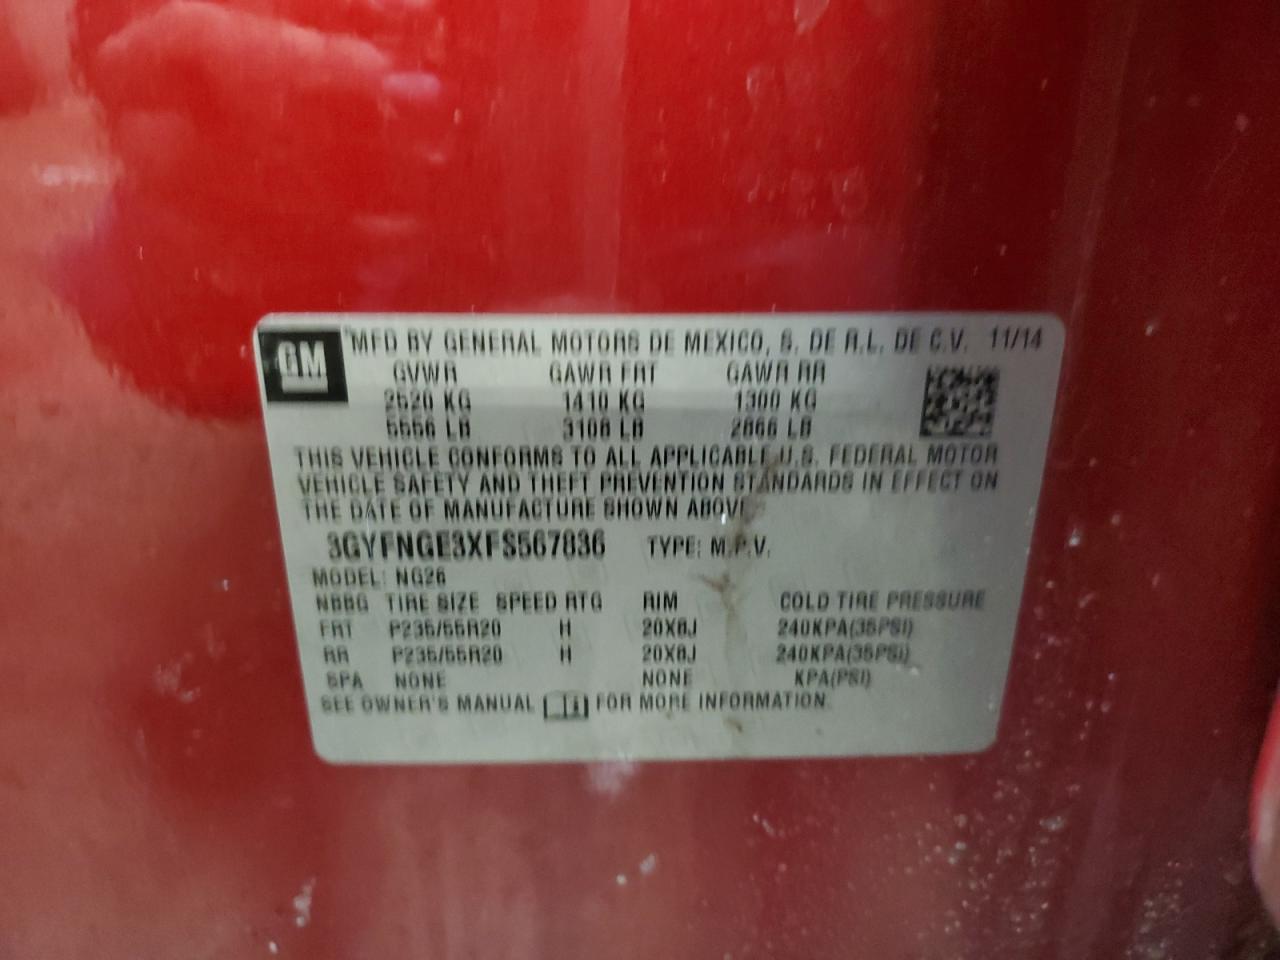 GM MFD BY GENERAL MOTORS DE MEXICO, S. DE R.L. DE C.V. 11/14
GVWR GAWR FRT GAWR RR
2520 KG 1410 KG 1300 KG
5556 LB 3108 LB 2866 LB
THIS VEHICLE CONFORMS TO ALL APPLICABLE U.S. FEDERAL MOTOR
VEHICLE SAFETY AND THEFT PREVENTION STANDARDS IN EFFECT ON
THE DATE OF MANUFACTURE SHOWN ABOVE.
3GYFNGE3XFS567836 TYPE: M.P.V.
MODEL: NG26
NBBG TIRE SIZE SPEED RTG RIM COLD TIRE PRESSURE
FRT P235/55R20 H 20X8J 240KPA(35PSI)
RR P235/55R20 H 20X8J 240KPA(35PSI)
SPA NONE NONE KPA(PSI)
SEE OWNER'S MANUAL FOR MORE INFORMATION.